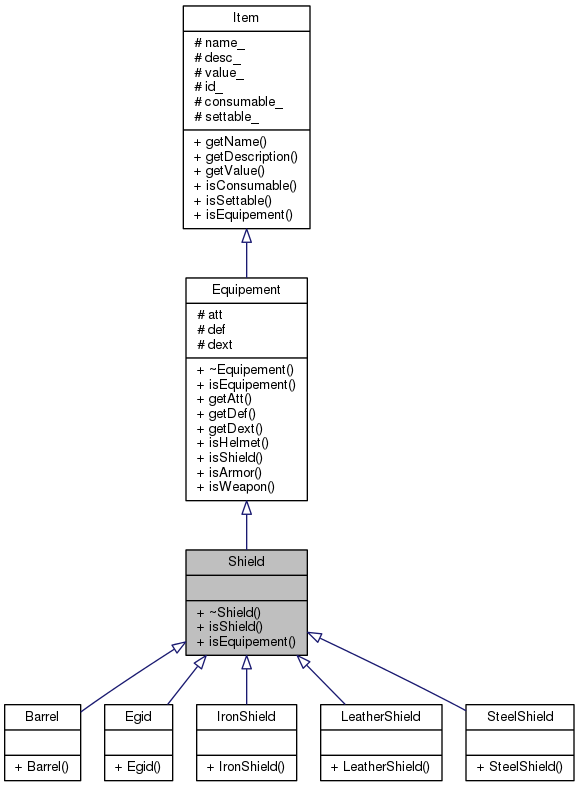 Item
# name_
# desc_
# value_
# id_
# consumable_
# settable_
+ getName()
+ getDescription()
+ getValue()
+ isConsumable()
+ isSettable()
+ isEquipement()
Equipement
# att
# def
# dext
+ ~Equipement()
+ isEquipement()
+ getAtt()
+ getDef()
+ getDext()
+ isHelmet()
+ isShield()
+ isArmor()
+ isWeapon()
Shield
+ ~Shield()
+ isShield()
+ isEquipement()
Barrel
+ Barrel()
Egid
+ Egid()
IronShield
+ IronShield()
LeatherShield
+ LeatherShield()
SteelShield
+ SteelShield()